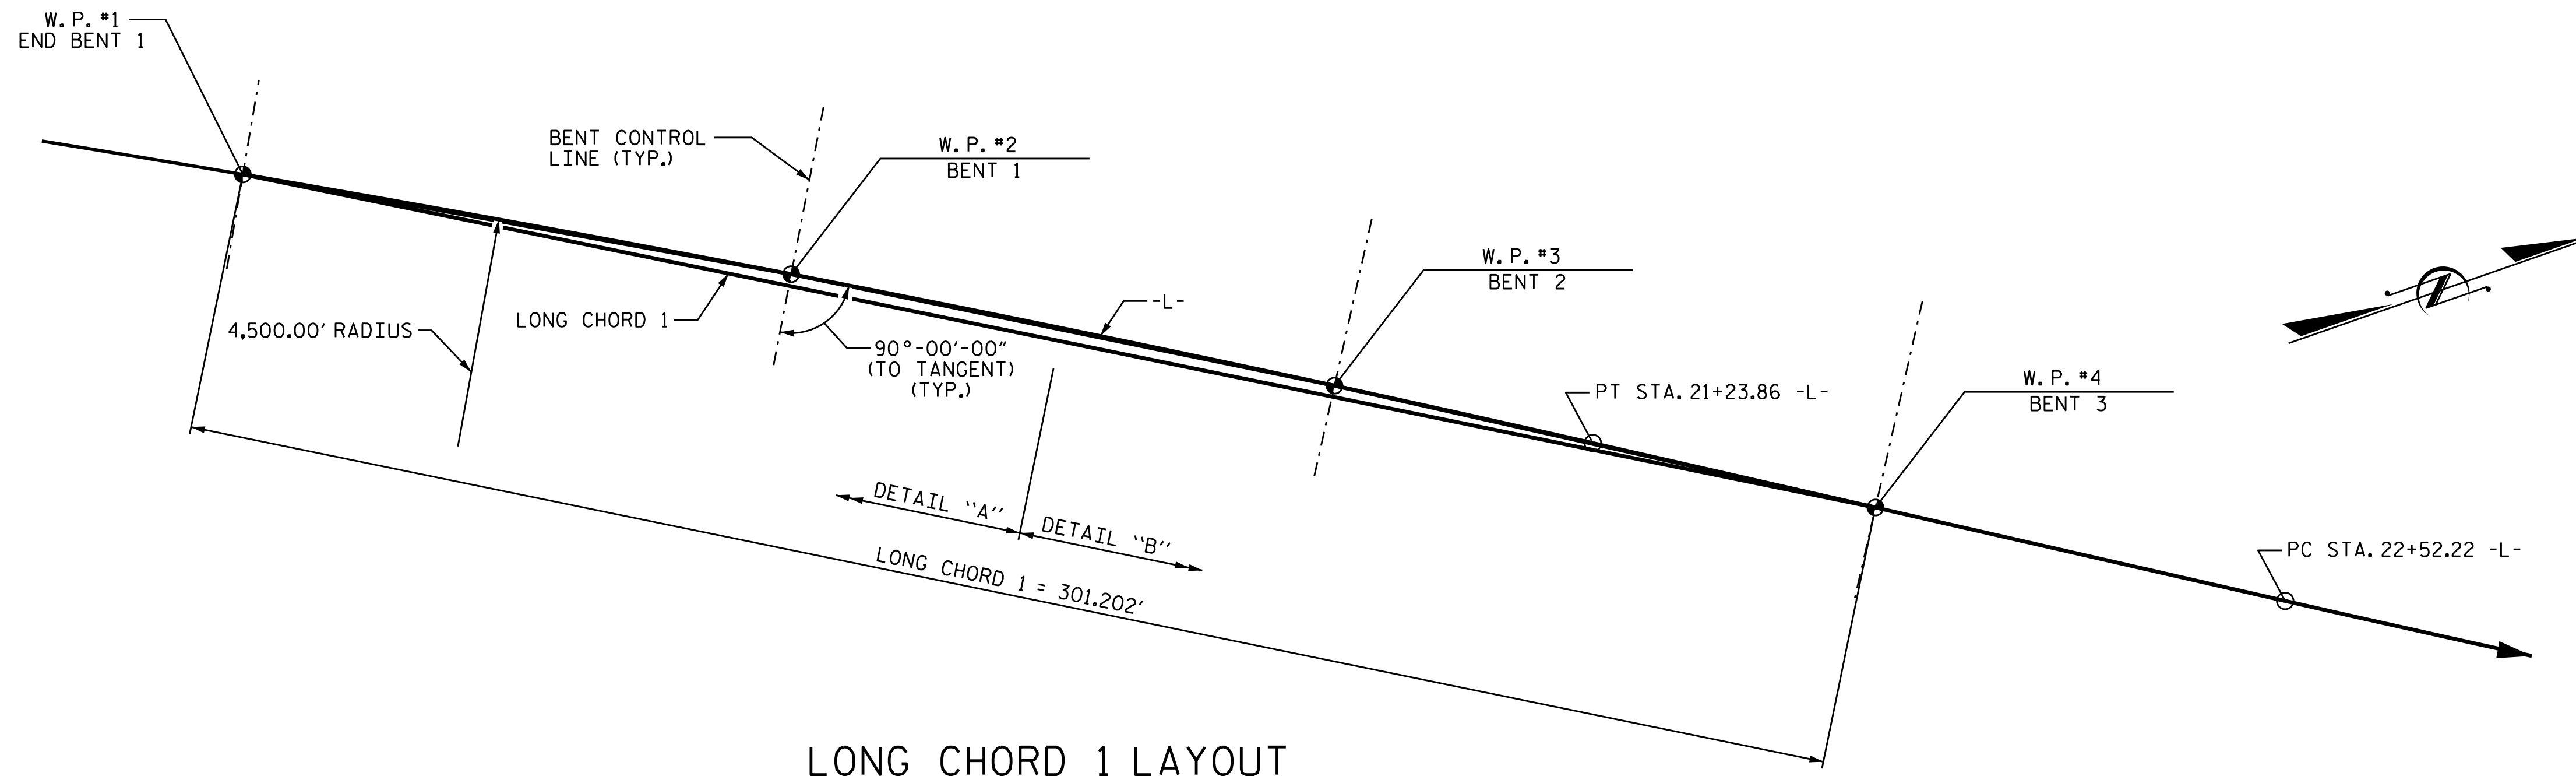 W.P.#1
END BENT 1
BENT CONTROL
LINE (TYP.)
W.P.#2
BENT 1
W.P.#3
BENT 2
-L-
4,500.00' RADIUS
LONG CHORD 1
90°-00'-00"
(TO TANGENT)
(TYP.)
PT STA.21+23.86 -L-
W.P.#4
BENT 3
DETAIL "A"
DETAIL "B"
LONG CHORD 1 = 301.202'
PC STA.22+52.22 -L-
LONG CHORD 1 LAYOUT